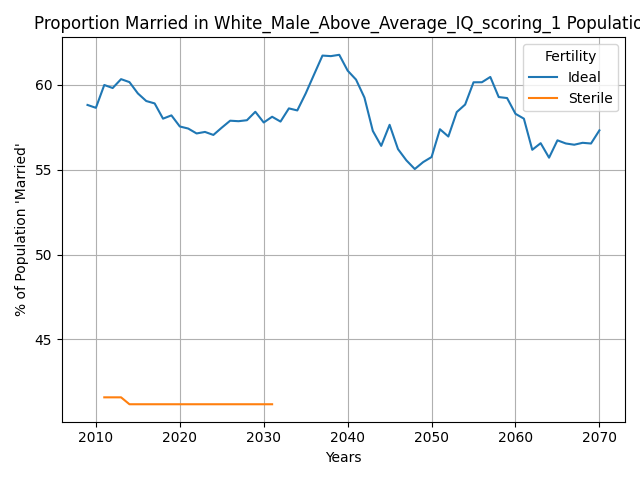 Proportion Married in White_Male_Above_Average_IQ_scoring_1 Populatio
Fertility
Ideal
Sterile
% of Population 'Married'
60
55
50
45
2010 2020 2030 2040 2050 2060 2070
Years